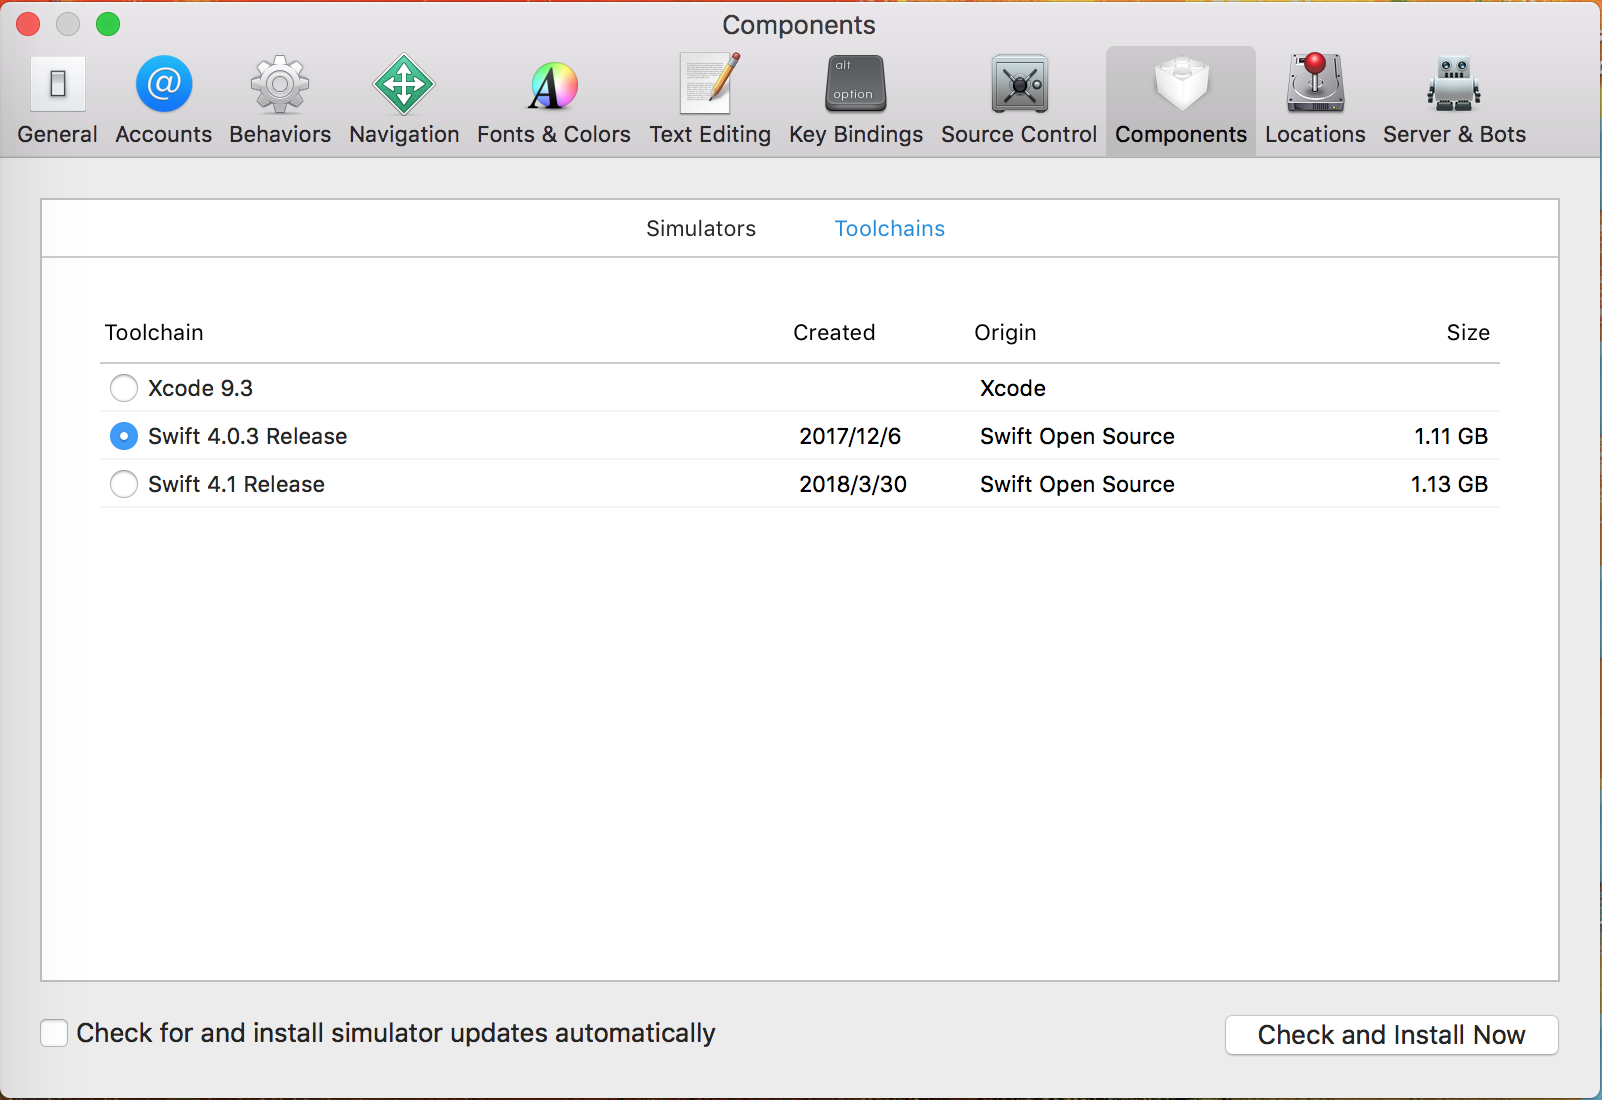 Components
General Accounts Behaviors Navigation Fonts & Colors Text Editing Key Bindings Source Control Components Locations Server & Bots
alt
option
Simulators Toolchains
Toolchain Created Origin Size
Xcode 9.3 Xcode
Swift 4.0.3 Release 2017/12/6 Swift Open Source 1.11 GB
Swift 4.1 Release 2018/3/30 Swift Open Source 1.13 GB
Check for and install simulator updates automatically
Check and Install Now